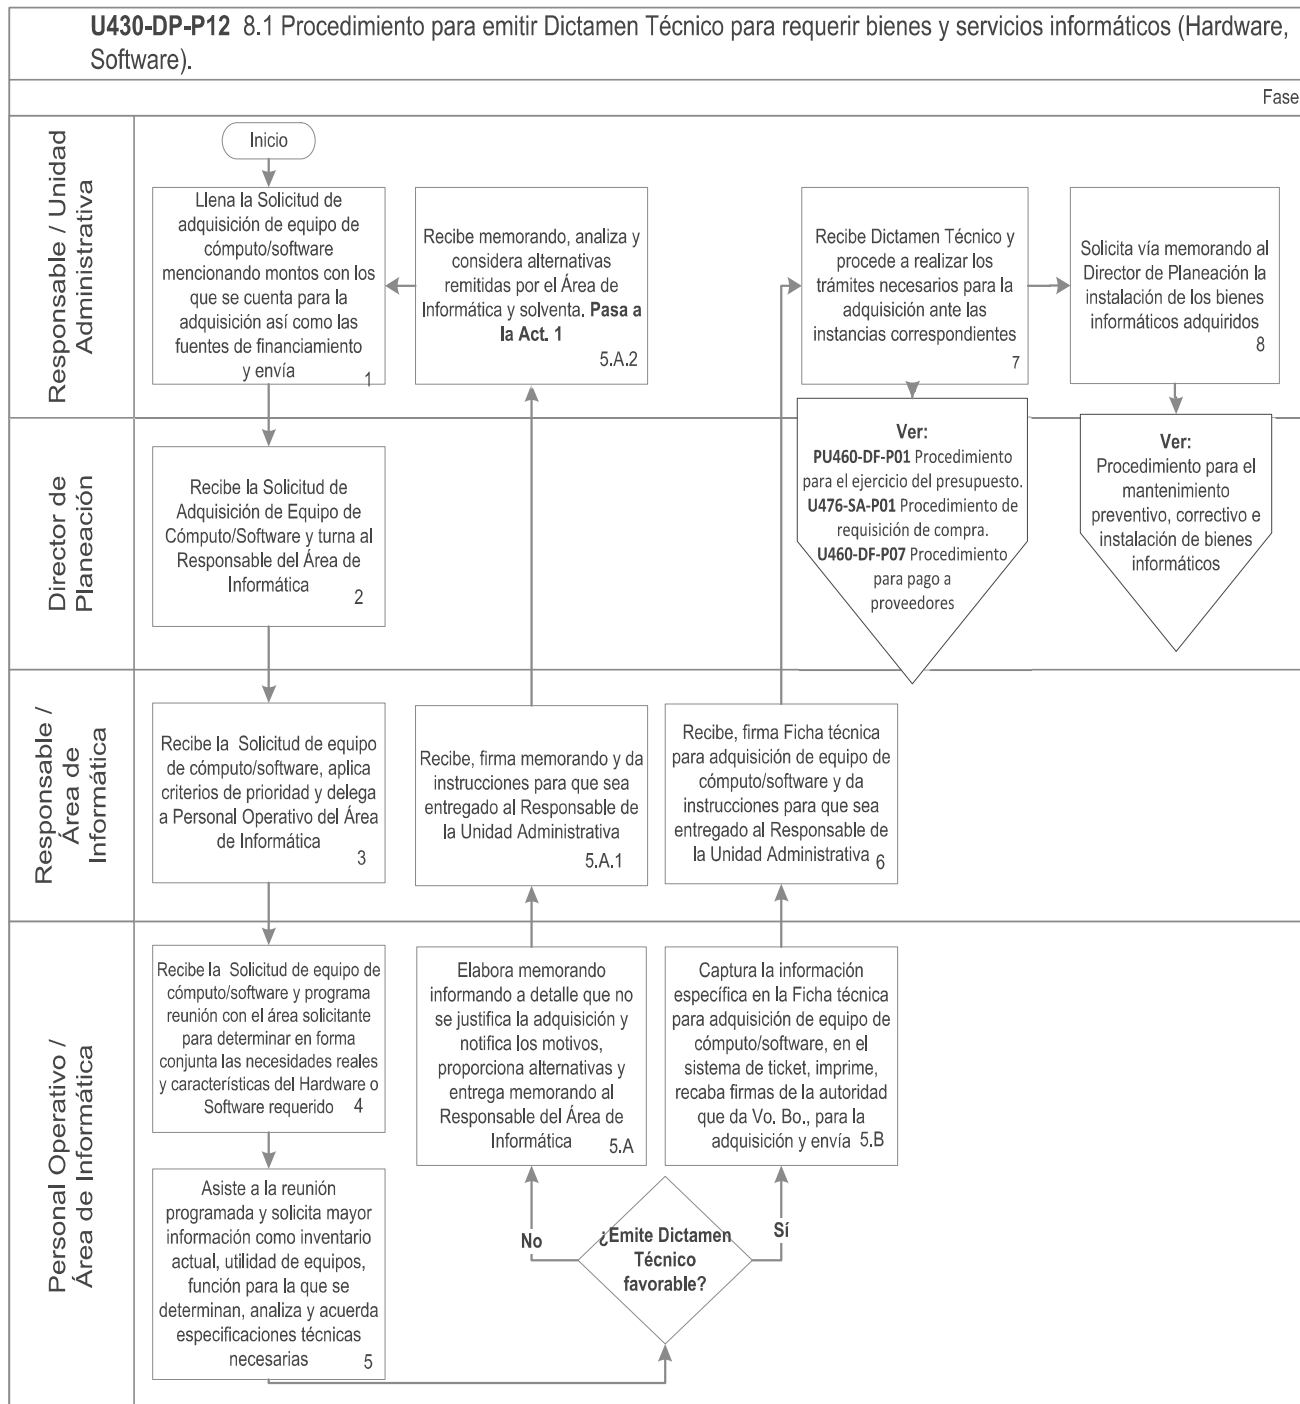 U430-DP-P12 8.1 Procedimiento para emitir Dictamen Técnico para requerir bienes y servicios informáticos (Hardware,
Software).
Fase
Responsable / Unidad
Administrativa
Inicio
Llena la Solicitud de
adquisición de equipo de
cómputo/software
mencionando montos con los
que se cuenta para la
adquisición así como las
fuentes de financiamiento
y envía
1
Recibe memorando, analiza y
considera alternativas
remitidas por el Área de
Informática y solventa. Pasa a
la Act. 1
5.A.2
Recibe Dictamen Técnico y
procede a realizar los
trámites necesarios para la
adquisición ante las
instancias correspondientes
7
Solicita vía memorando al
Director de Planeación la
instalación de los bienes
informáticos adquiridos
8
Director de
Planeación
Recibe la Solicitud de
Adquisición de Equipo de
Cómputo/Software y turna al
Responsable del Área de
Informática
2
Ver:
PU460-DF-P01 Procedimiento
para el ejercicio del presupuesto.
U476-SA-P01 Procedimiento de
requisición de compra.
U460-DF-P07 Procedimiento
para pago a
proveedores
Ver:
Procedimiento para el
mantenimiento
preventivo, correctivo e
instalación de bienes
informáticos
Responsable /
Área de
Informática
Recibe la Solicitud de equipo
de cómputo/software, aplica
criterios de prioridad y delega
a Personal Operativo del Área
de Informática
3
Recibe, firma memorando y da
instrucciones para que sea
entregado al Responsable de
la Unidad Administrativa
5.A.1
Recibe, firma Ficha técnica
para adquisición de equipo de
cómputo/software y da
instrucciones para que sea
entregado al Responsable de
la Unidad Administrativa
6
Personal Operativo /
Área de Informática
Recibe la Solicitud de equipo de
cómputo/software y programa
reunión con el área solicitante
para determinar en forma
conjunta las necesidades reales
y características del Hardware o
Software requerido
4
Elabora memorando
informando a detalle que no
se justifica la adquisición y
notifica los motivos,
proporciona alternativas y
entrega memorando al
Responsable del Área de
Informática
5.A
Captura la información
específica en la Ficha técnica
para adquisición de equipo de
cómputo/software, en el
sistema de ticket, imprime,
recaba firmas de la autoridad
que da Vo. Bo., para la
adquisición y envía
5.B
Asiste a la reunión
programada y solicita mayor
información como inventario
actual, utilidad de equipos,
función para la que se
determinan, analiza y acuerda
especificaciones técnicas
necesarias
5
No
¿Emite Dictamen
Técnico
favorable?
Sí